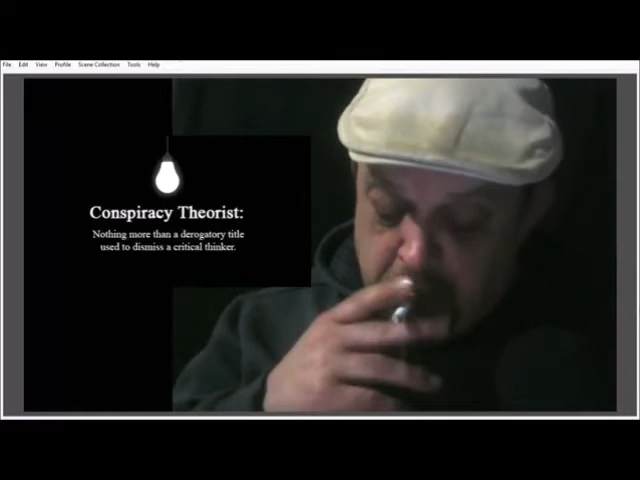 File Edit View Profile Scene Collection Tools Help
Conspiracy Theorist:
Nothing more than a derogatory title
used to dismiss a critical thinker.